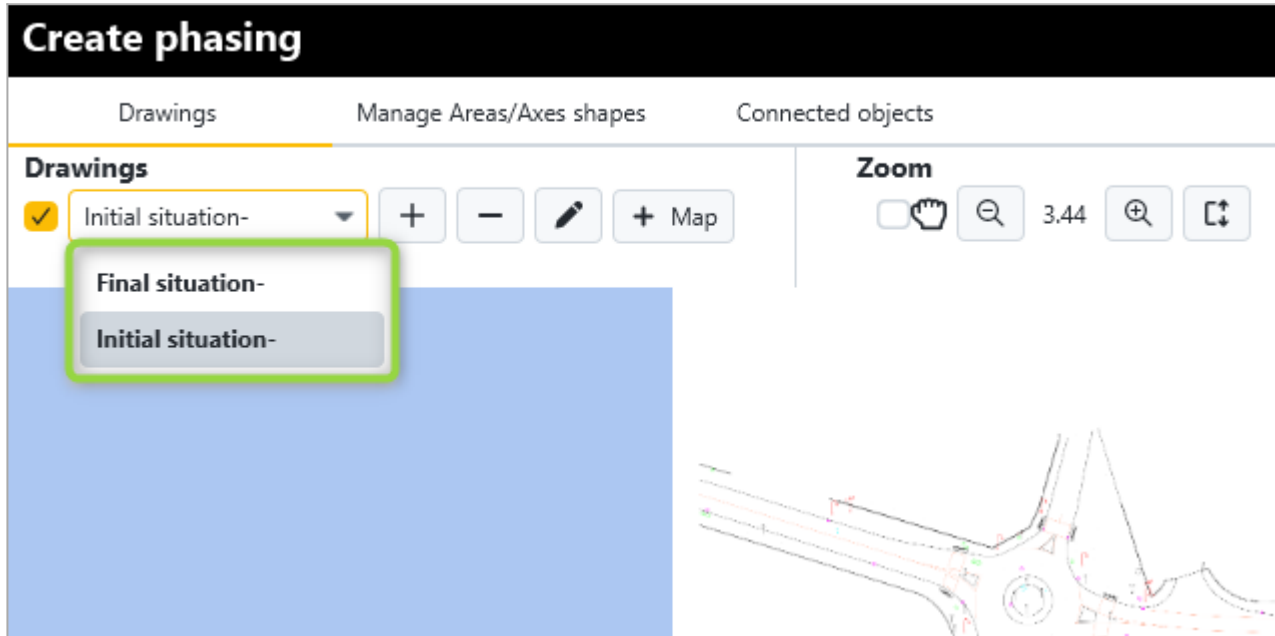 Create phasing
Drawings
Manage Areas/Axes shapes
Connected objects
Drawings
Initial situation-
+ Map
Final situation-
Initial situation-
Zoom
3.44